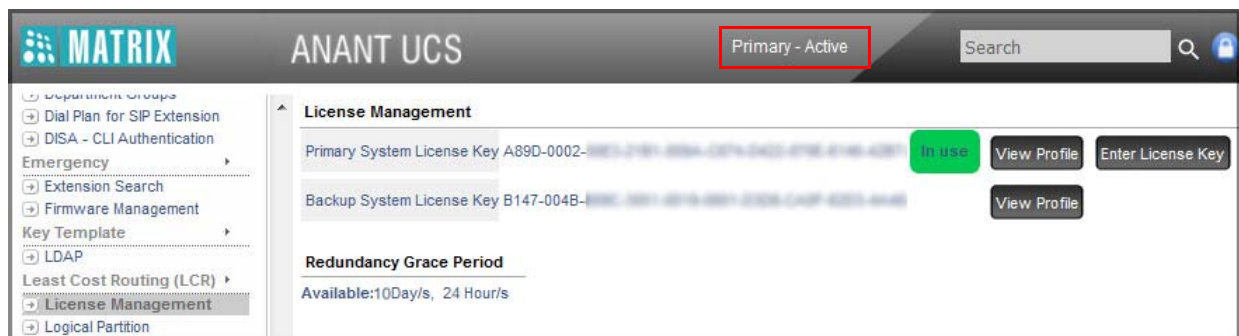 MATRIX
ANANT UCS
Primary - Active
Search
Department Groups
Dial Plan for SIP Extension
DISA - CLI Authentication
Emergency
Extension Search
Firmware Management
Key Template
LDAP
Least Cost Routing (LCR)
License Management
Logical Partition
License Management
Primary System License Key A89D-0002- In use View Profile Enter License Key
Backup System License Key B147-004B- View Profile
Redundancy Grace Period
Available:10Day/s, 24 Hour/s